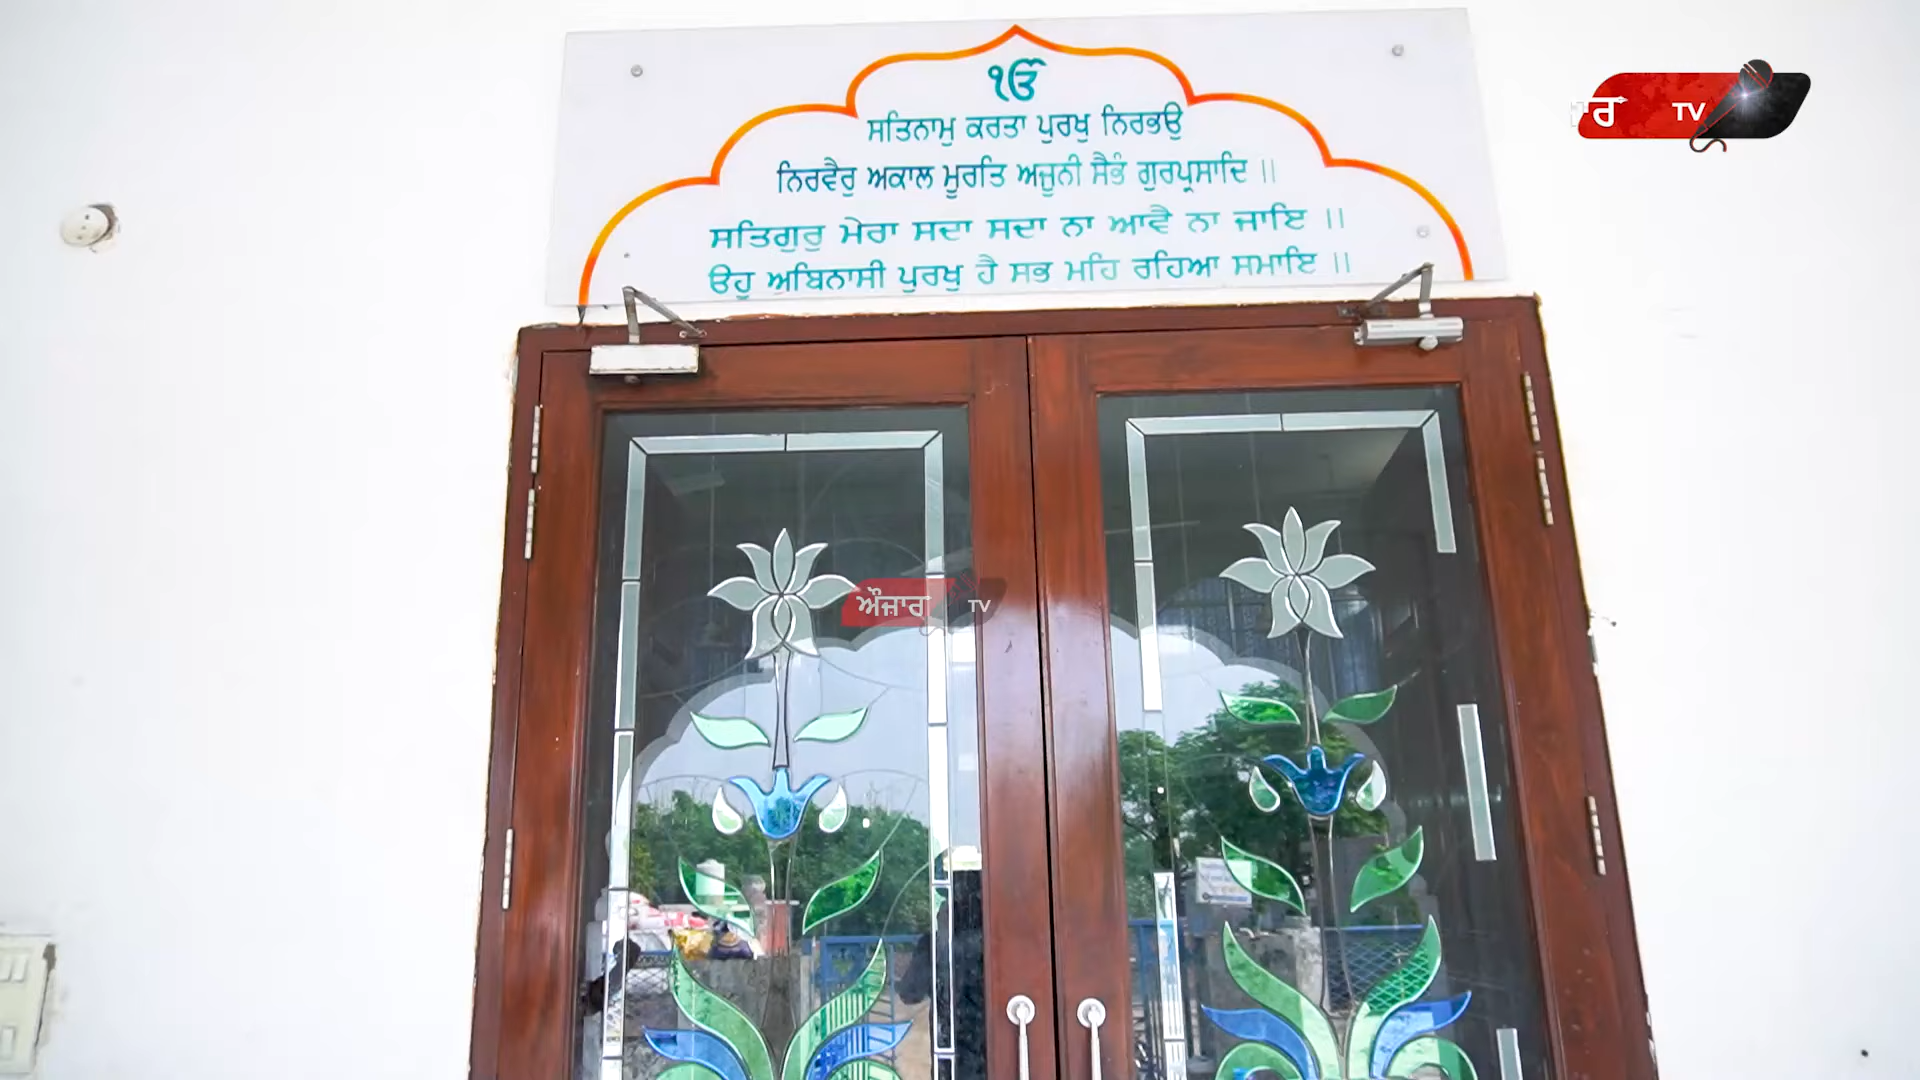 ੴ
ਸਤਿਨਾਮੁ ਕਰਤਾ ਪੁਰਖੁ ਨਿਰਭਉ
ਨਿਰਵੈਰੁ ਅਕਾਲ ਮੂਰਤਿ ਅਜੂਨੀ ਸੈਭੰ ਗੁਰਪ੍ਰਸਾਦਿ ||
ਸਤਿਗੁਰੁ ਮੇਰਾ ਸਦਾ ਸਦਾ ਨਾ ਆਵੈ ਨਾ ਜਾਇ ||
ਓਹੁ ਅਬਿਨਾਸੀ ਪੁਰਖੁ ਹੈ ਸਭ ਮਹਿ ਰਹਿਆ ਸਮਾਇ ||
TV
ਔਜ਼ਾਰ TV